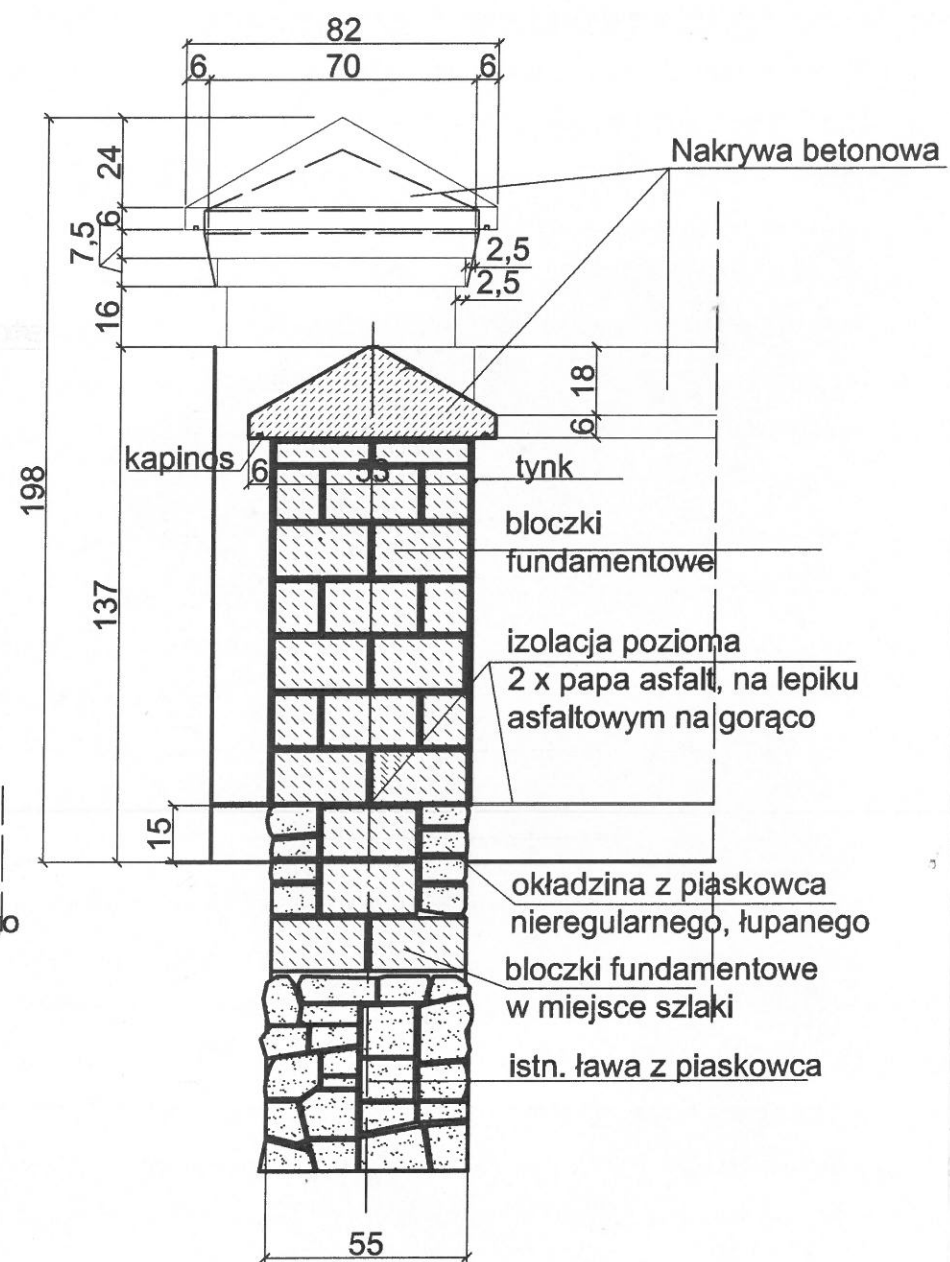 82
6 70 6
Nakrywa betonowa
24
6
7,5
2,5
2,5
16
18
6
kapinos
6 53
tynk
198
bloczki
fundamentowe
137
izolacja pozioma
2 x papa asfalt, na lepiku
asfaltowym na gorąco
15
okładzina z piaskowca
nieregularnego, łupanego
o
bloczki fundamentowe
w miejsce szlaki
istn. ława z piaskowca
55